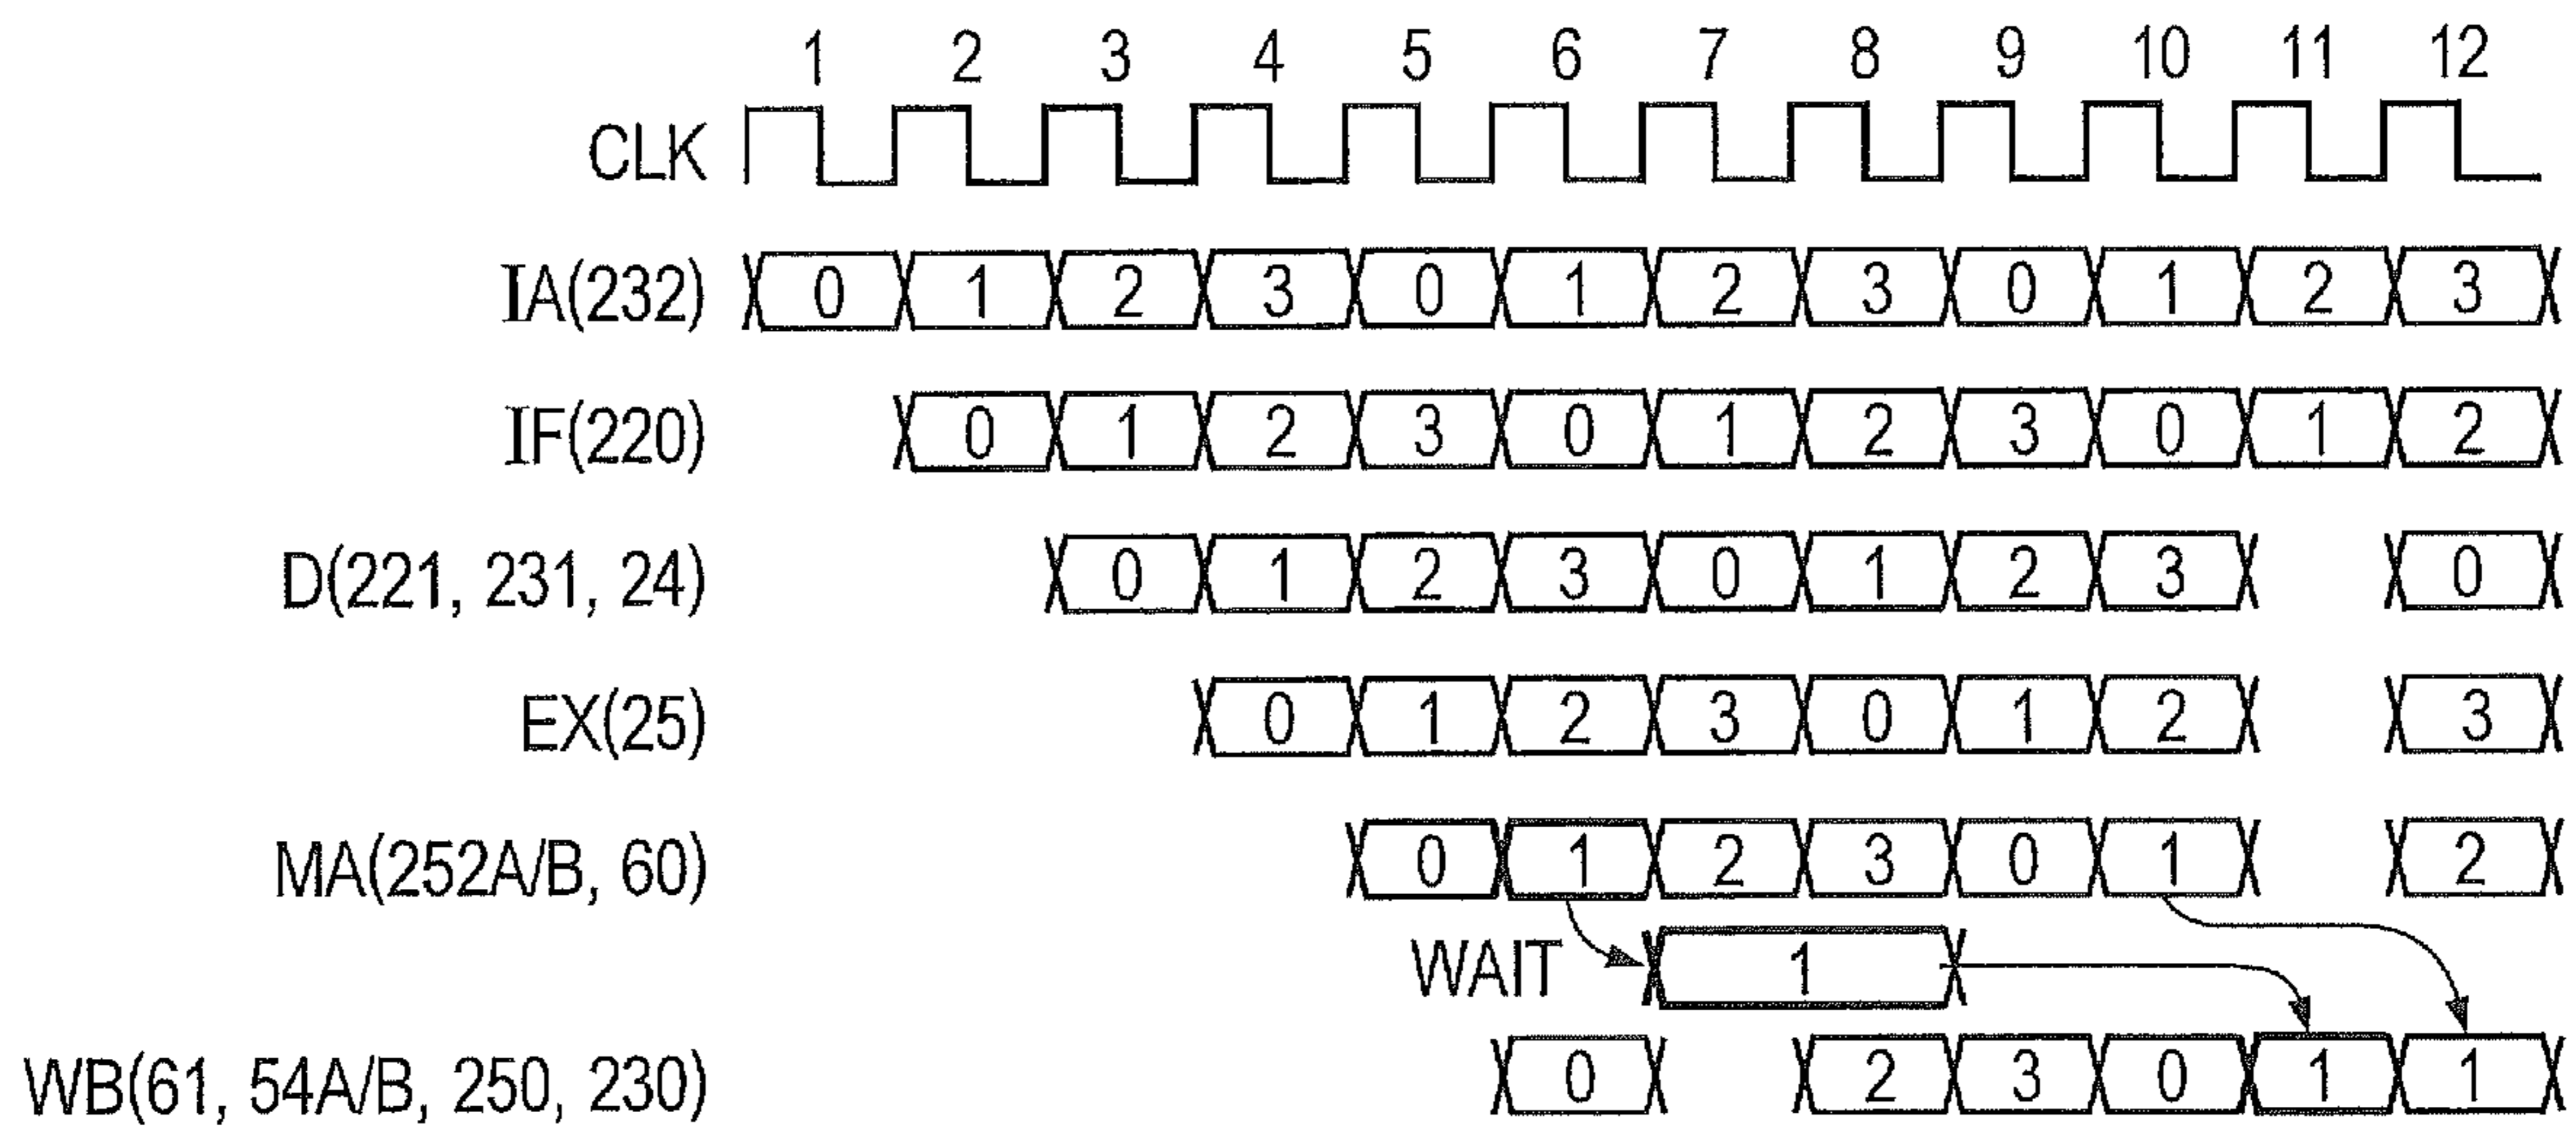 1 2 3 4 5 6 7 8 9 10 11 12
CLK
IA(232) 0 1 2 3 0 1 2 3 0 1 2 3
IF(220) 0 1 2 3 0 1 2 3 0 1 2
D(221, 231, 24) 0 1 2 3 0 1 2 3 0
EX(25) 0 1 2 3 0 1 2 3
MA(252A/B, 60) 0 1 2 3 0 1 2
WAIT 1
WB(61, 54A/B, 250, 230) 0 2 3 0 1 1